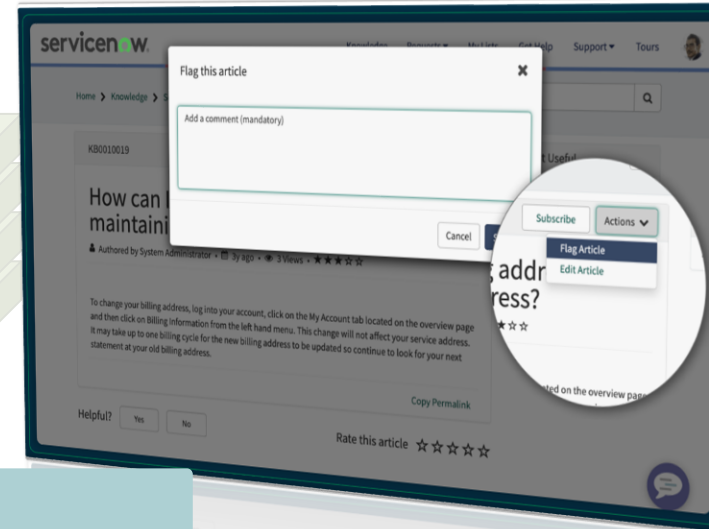 servicenow
Knowledge Requests My Lists Get Help Support Tours
Home > Knowledge >
Flag this article
Add a comment (mandatory)
Cancel
KB0010019
t Useful
How can
maintaini
Authored by System Administrator • 3y ago • 3 Views •
To change your billing address, log into your account, click on the My Account tab located on the overview page
and then click on Billing Information from the left hand menu. This change will not affect your service address.
It may take up to one billing cycle for the new billing address to be updated so continue to look for your next
statement at your old billing address.
Copy Permalink
Helpful? Yes No
Rate this article
Subscribe Actions
Flag Article
Edit Article
addr
ress?
ted on the overview page